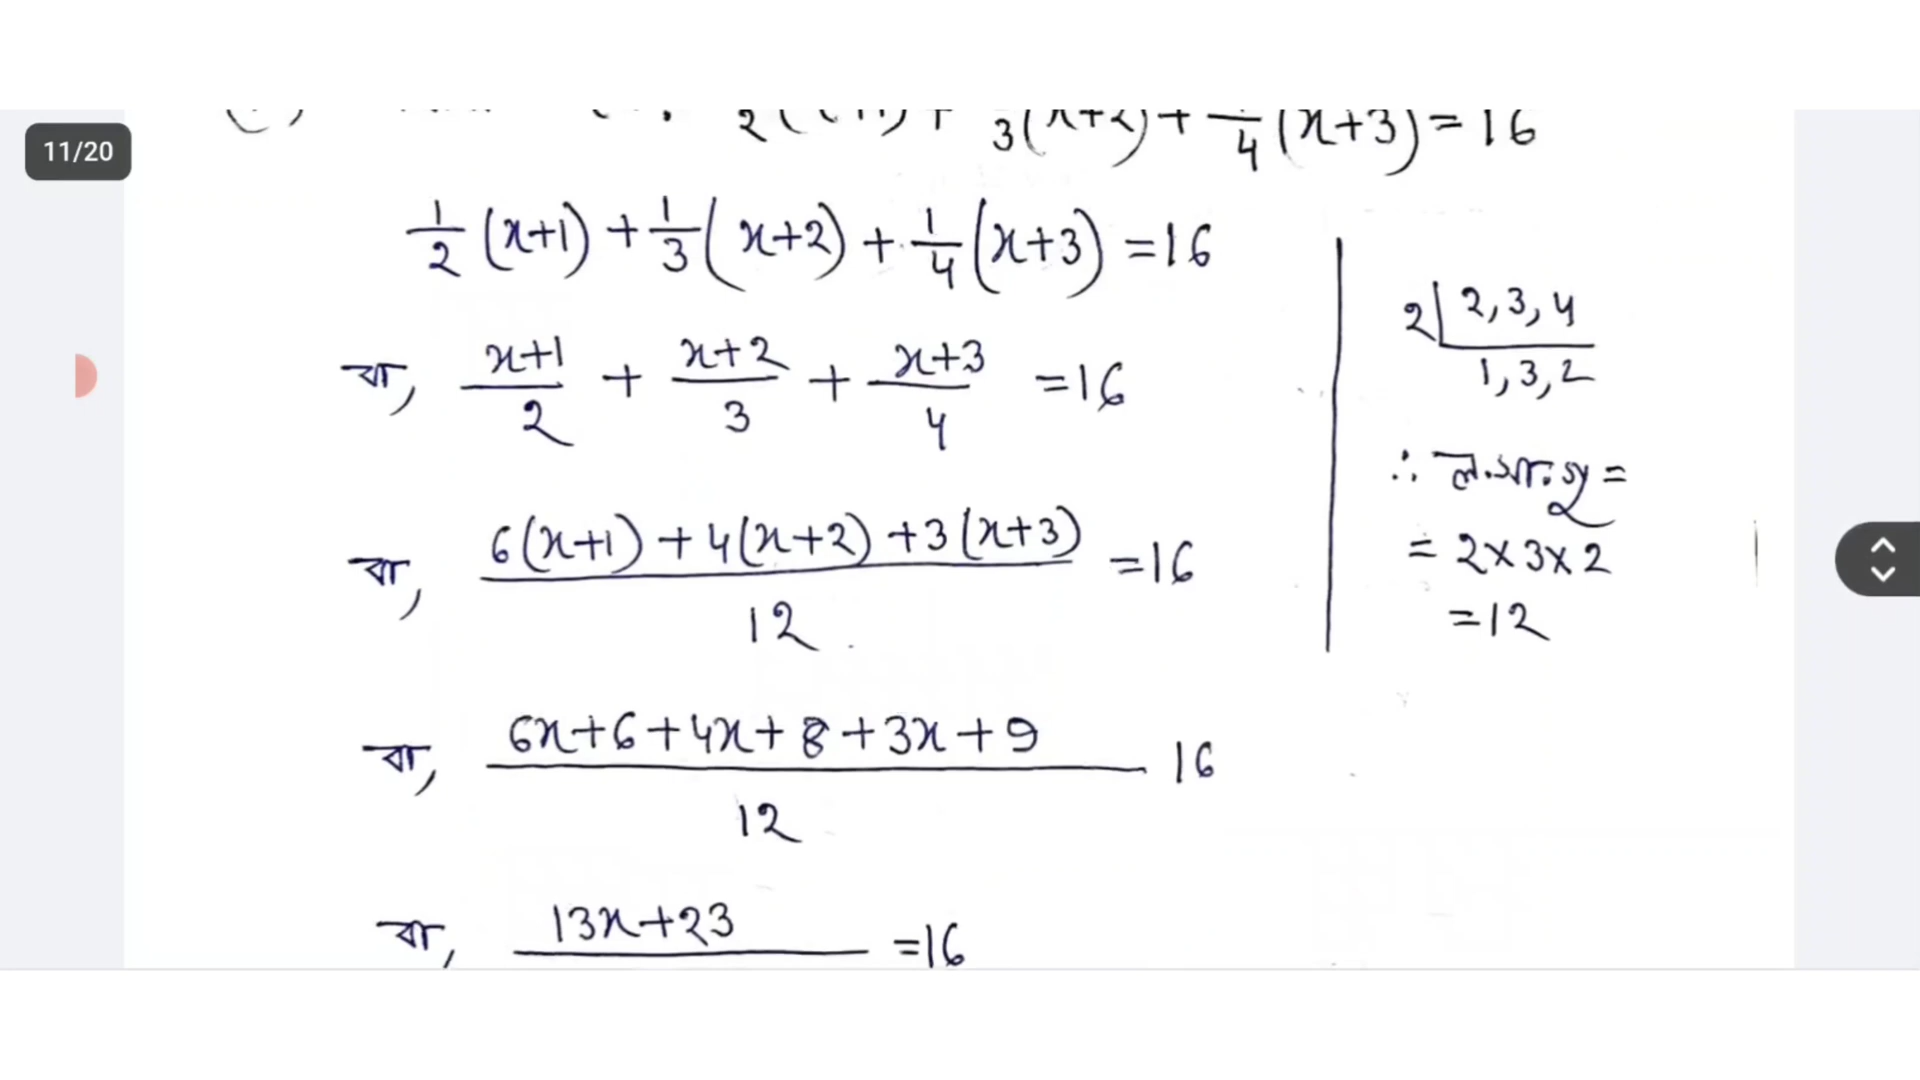 11/20
3(x+2)+1/4(x+3)=16
1/2(x+1)+1/3(x+2)+1/4(x+3)=16
বা, (x+1)/2 + (x+2)/3 + (x+3)/4 =16
বা, (6(x+1)+4(x+2)+3(x+3))/12 =16
বা, (6x+6+4x+8+3x+9)/12 16
বা, 13x+23 =16
2|2,3,4
1,3,2
∴ ল.সা.গু =
= 2×3×2
=12